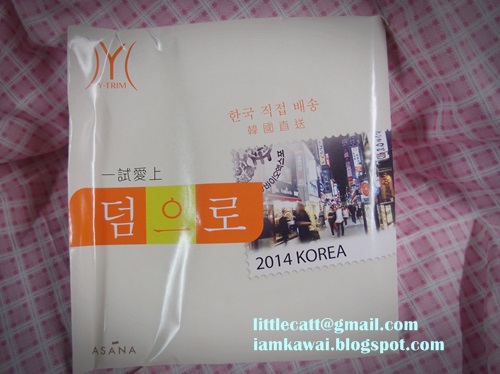 Y-TRIM
한국 직접 배송
韓國直送
一試愛上
덤으로
2014 KOREA
ASANA
littlecatt@gmail.com
iamkawai.blogspot.com